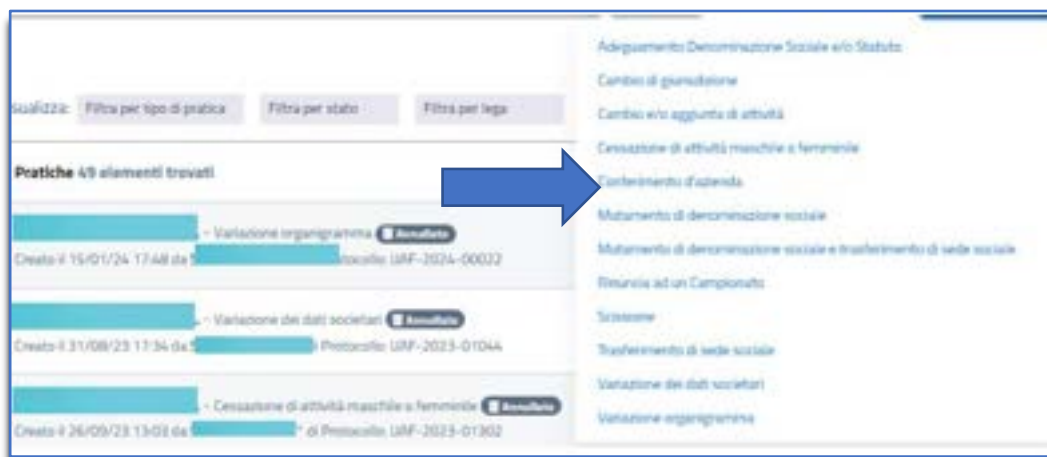 sualizza: Filtra per tipo di pratica Filtra per stato Filtra per lega
Pratiche 49 elementi trovati
- Variazione organigramma Annullato
Creato il 15/01/24 17:48 da S otocollo: UAF-2024-00022
- Variazione dei dati societari Annullato
Creato il 31/08/23 17:34 da S Protocollo: UAF-2023-01044
- Cessazione di attività maschile o femminile Annullato
Creato il 26/09/23 13:03 da di Protocollo: UAF-2023-01302
Adeguamento Denominazione Sociale e/o Statuto
Cambio di giurisdizione
Cambio e/o aggiunta di attività
Cessazione di attività maschile o femminile
Conferimento d'azienda
Mutamento di denominazione sociale
Mutamento di denominazione sociale e trasferimento di sede sociale
Rinuncia ad un Campionato
Scissione
Trasferimento di sede sociale
Variazione dei dati societari
Variazione organigramma